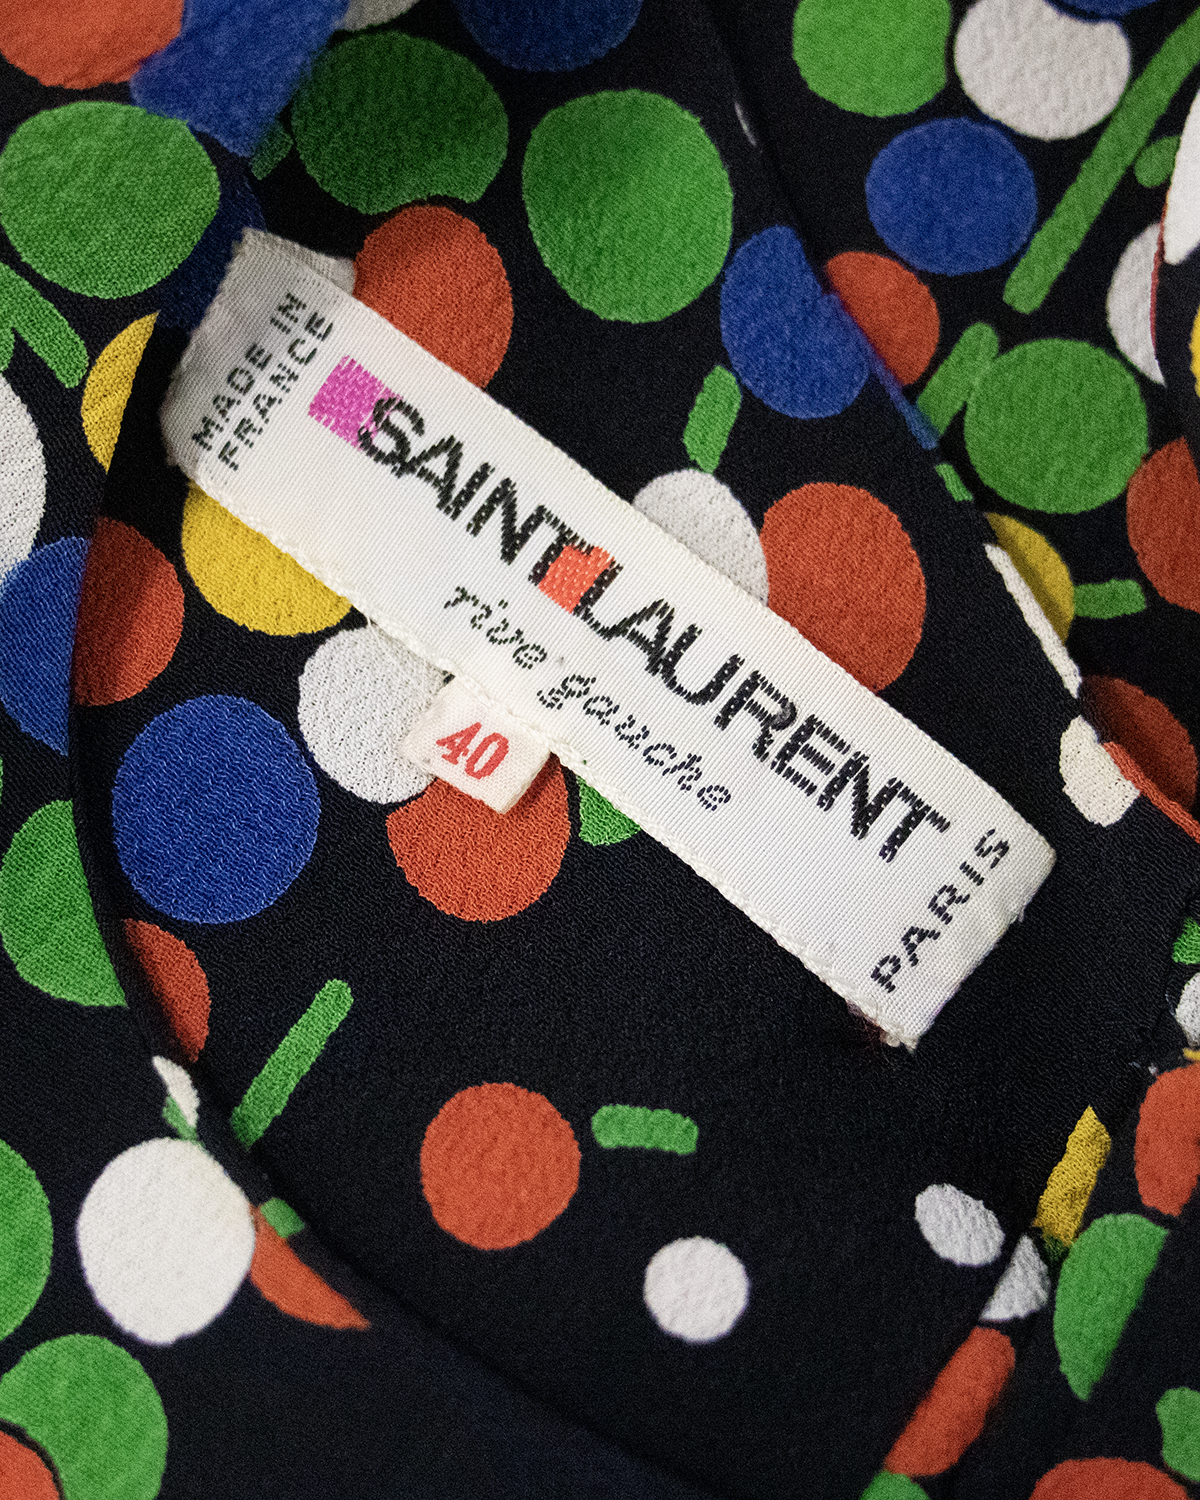 MADE IN
FRANCE
SAINT LAURENT
rive gauche
PARIS
40